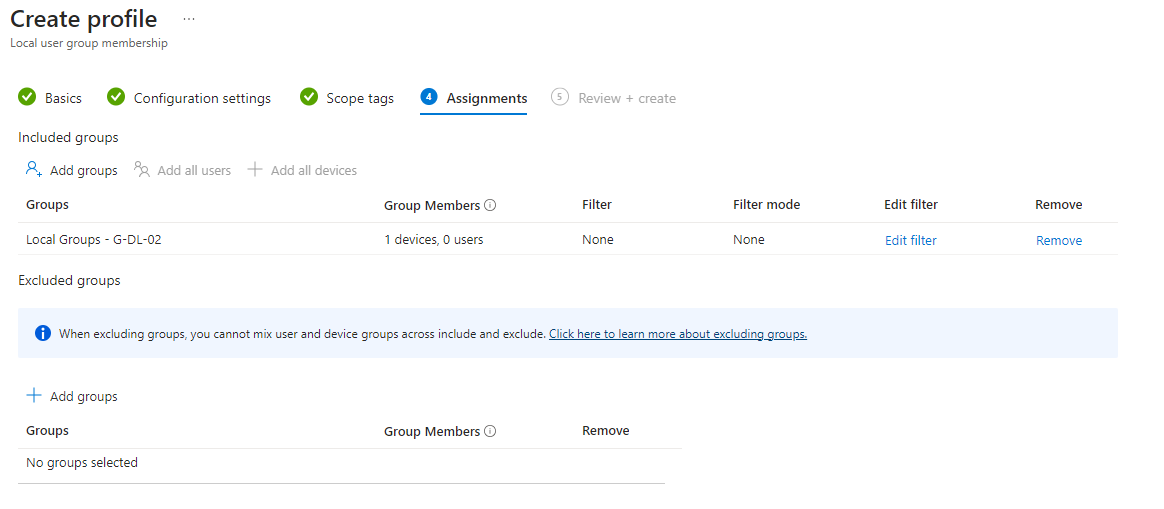 Create profile ...
Local user group membership
Basics Configuration settings Scope tags 4 Assignments 5 Review + create
Included groups
Add groups Add all users Add all devices
Groups Group Members Filter Filter mode Edit filter Remove
Local Groups - G-DL-02 1 devices, 0 users None None Edit filter Remove
Excluded groups
When excluding groups, you cannot mix user and device groups across include and exclude. Click here to learn more about excluding groups.
Add groups
Groups Group Members Remove
No groups selected